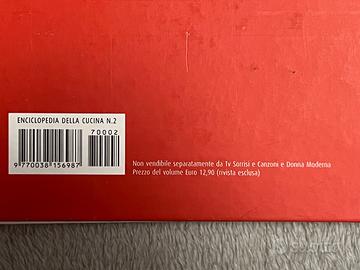 ENCICLOPEDIA DELLA CUCINA N.2
70002
9 770038 156987
Non vendibile separatamente da Tv Sorrisi e Canzoni e Donna Moderna
Prezzo del volume Euro 12,90 (rivista esclusa)